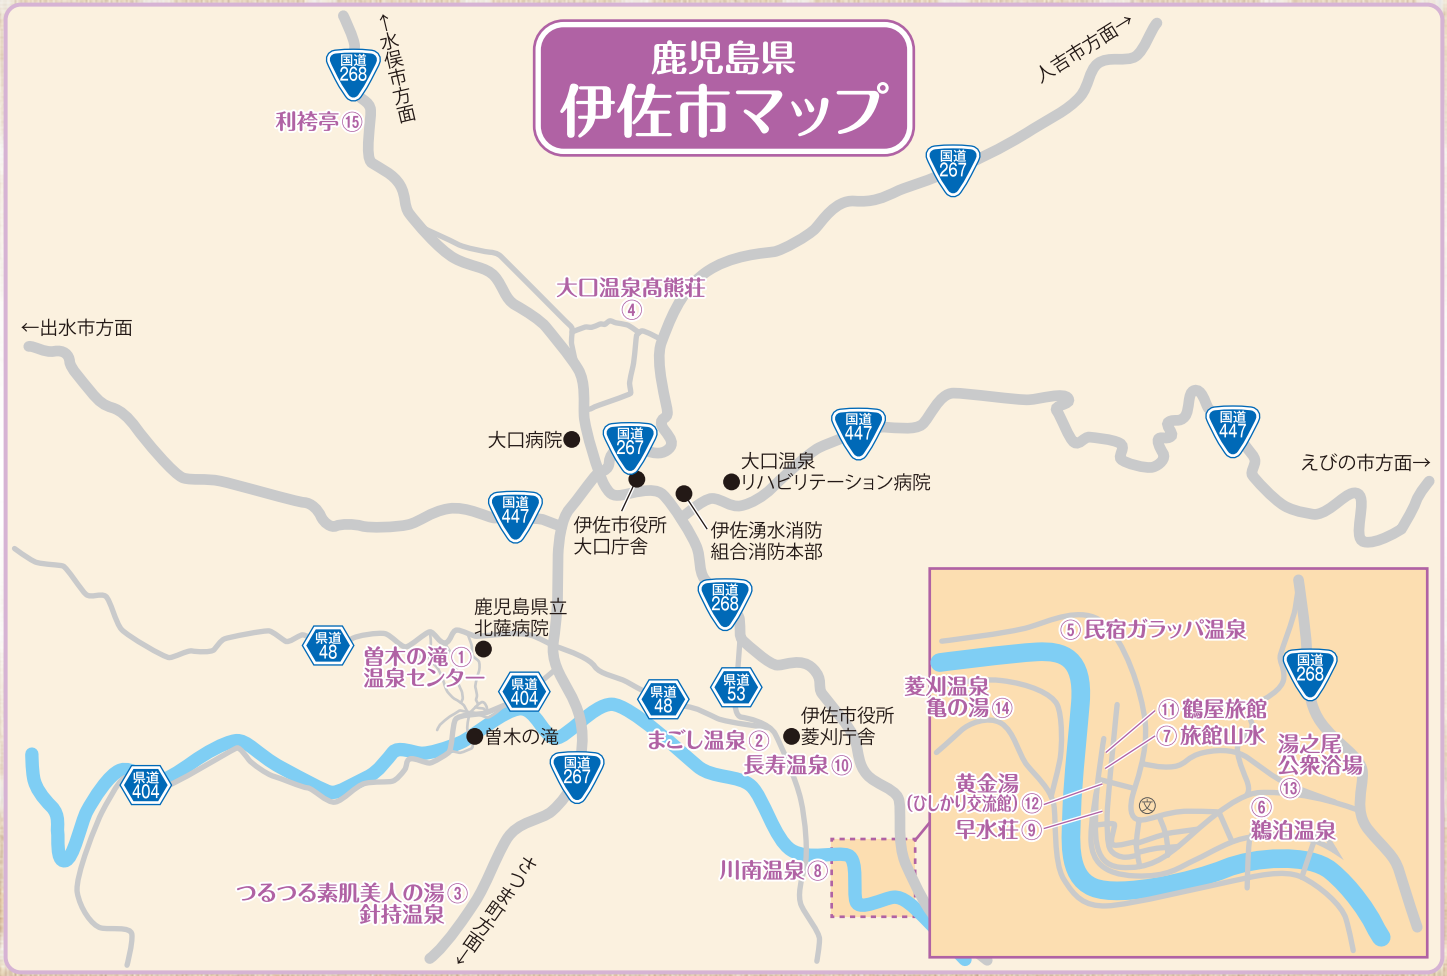 鹿児島県
伊佐市マップ
←水俣市方面
人吉市方面→
国道
268
利袴亭⑮
国道
267
大口温泉髙熊荘
④
←出水市方面
大口病院
国道
267
国道
447
国道
447
えびの市方面→
大口温泉
リハビリテーション病院
国道
447
伊佐市役所
大口庁舎
伊佐湧水消防
組合消防本部
国道
268
鹿児島県立
北薩病院
県道
48
曽木の滝①
温泉センター
県道
404
県道
48
県道
53
曽木の滝
まごし温泉②
伊佐市役所
菱刈庁舎
長寿温泉⑩
国道
267
県道
404
川南温泉⑧
つるつる素肌美人の湯③
針持温泉
さつま町方面→
⑤民宿ガラッパ温泉
国道
268
菱刈温泉
亀の湯⑭
⑪鶴屋旅館
⑦旅館山水
湯之尾
公衆浴場
⑬
黄金湯
(ひしかり交流館)⑫
文
早水荘⑨
⑥
鵜泊温泉